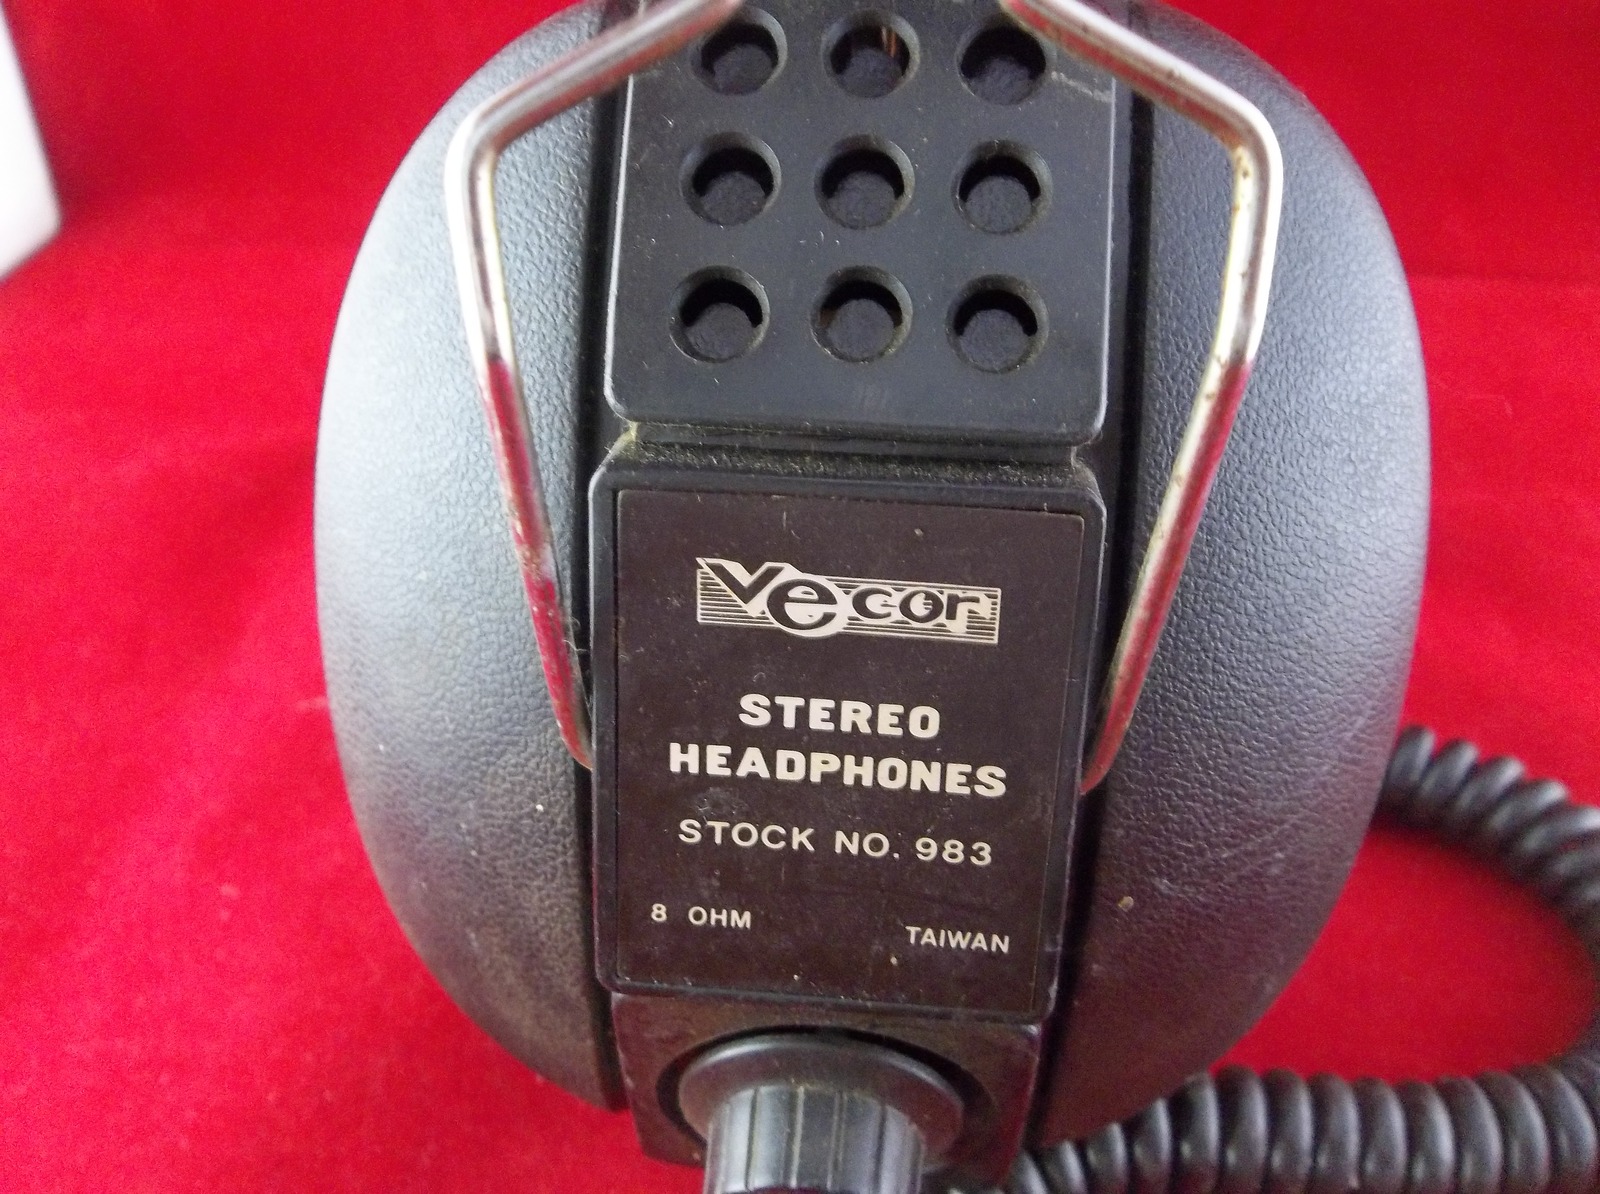 Vecor
STEREO
HEADPHONES
STOCK NO. 983
8 OHM
TAIWAN